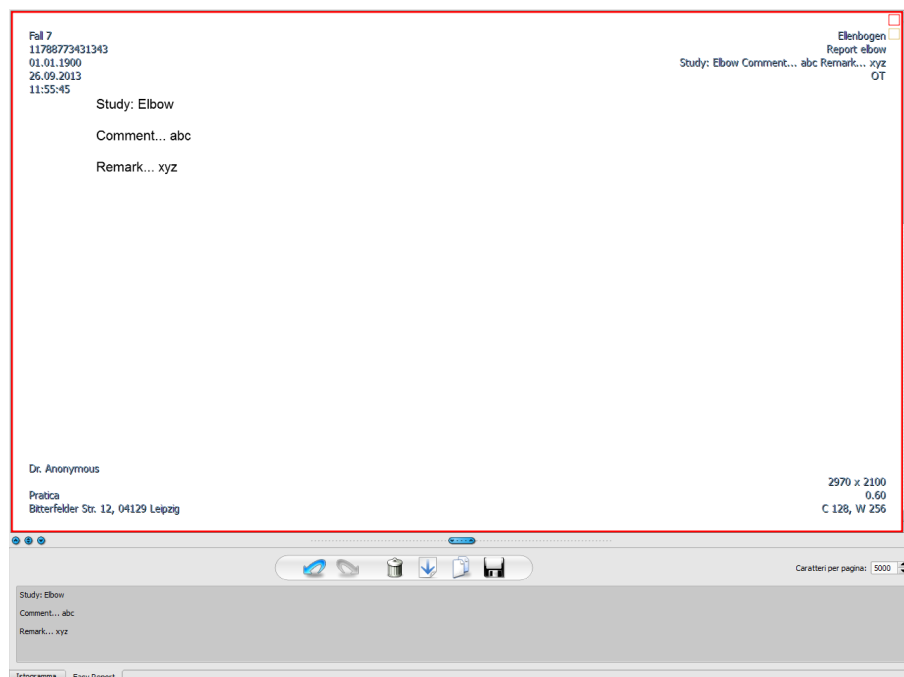 Fall 7
11788773431343
01.01.1900
26.09.2013
11:55:45
Ellenbogen
Report elbow
Study: Elbow Comment... abc Remark... xyz
OT
Study: Elbow
Comment... abc
Remark... xyz
Dr. Anonymous
Pratica
Bitterfelder Str. 12, 04129 Leipzig
2970 x 2100
0.60
C 128, W 256
Caratteri per pagina: 5000
Study: Elbow
Comment... abc
Remark... xyz
Istogramma Easy Report